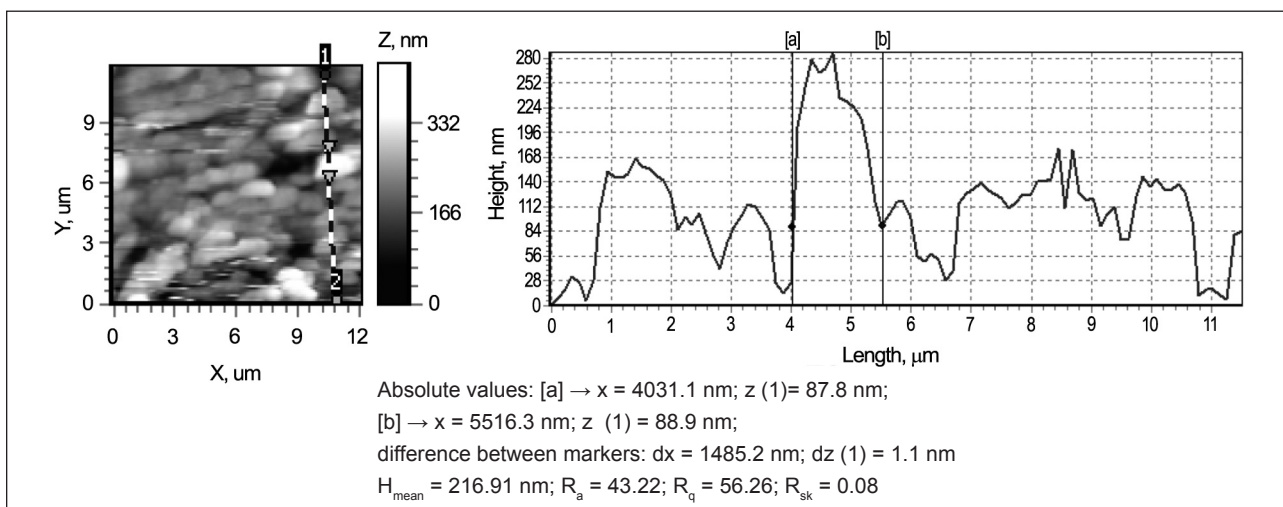 Z, nm
1
332
166
0
2
9
6
3
0
Y, um
0 3 6 9 12
X, um
[a] [b]
280
252
224
196
168
140
112
84
56
28
0
Height, nm
0 1 2 3 4 5 6 7 8 9 10 11
Length, μm
Absolute values: [a] → x = 4031.1 nm; z (1)= 87.8 nm;
[b] → x = 5516.3 nm; z (1) = 88.9 nm;
difference between markers: dx = 1485.2 nm; dz (1) = 1.1 nm
Hmean = 216.91 nm; Ra = 43.22; Rq = 56.26; Rsk = 0.08